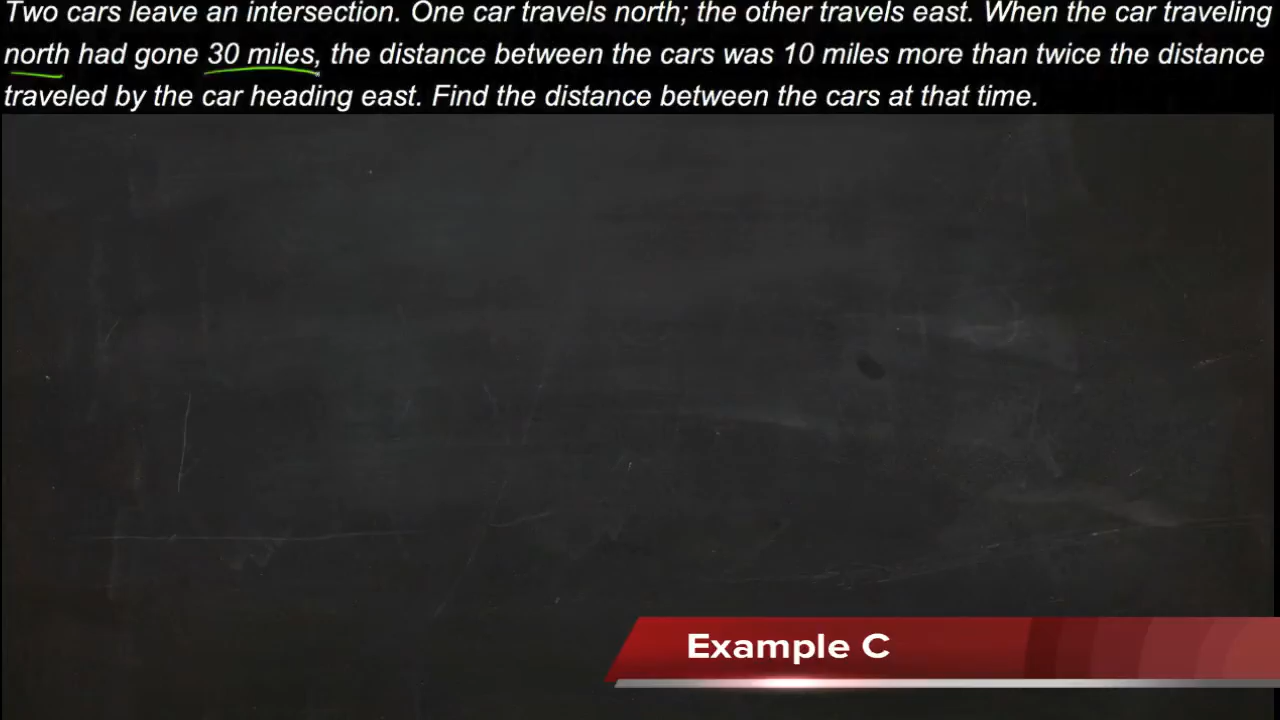 Two cars leave an intersection. One car travels north; the other travels east. When the car traveling
north had gone 30 miles, the distance between the cars was 10 miles more than twice the distance
traveled by the car heading east. Find the distance between the cars at that time.
Example C